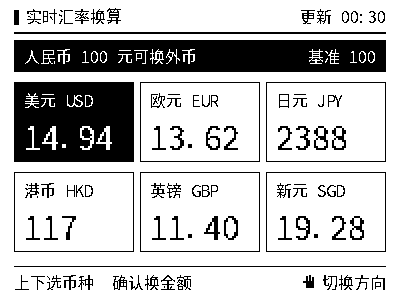 实时汇率换算 更新 00:30
人民币 100 元可换外币 基准 100
美元 USD 欧元 EUR 日元 JPY
14.94 13.62 2388
港币 HKD 英镑 GBP 新元 SGD
117 11.40 19.28
上下选币种 确认换金额 切换方向